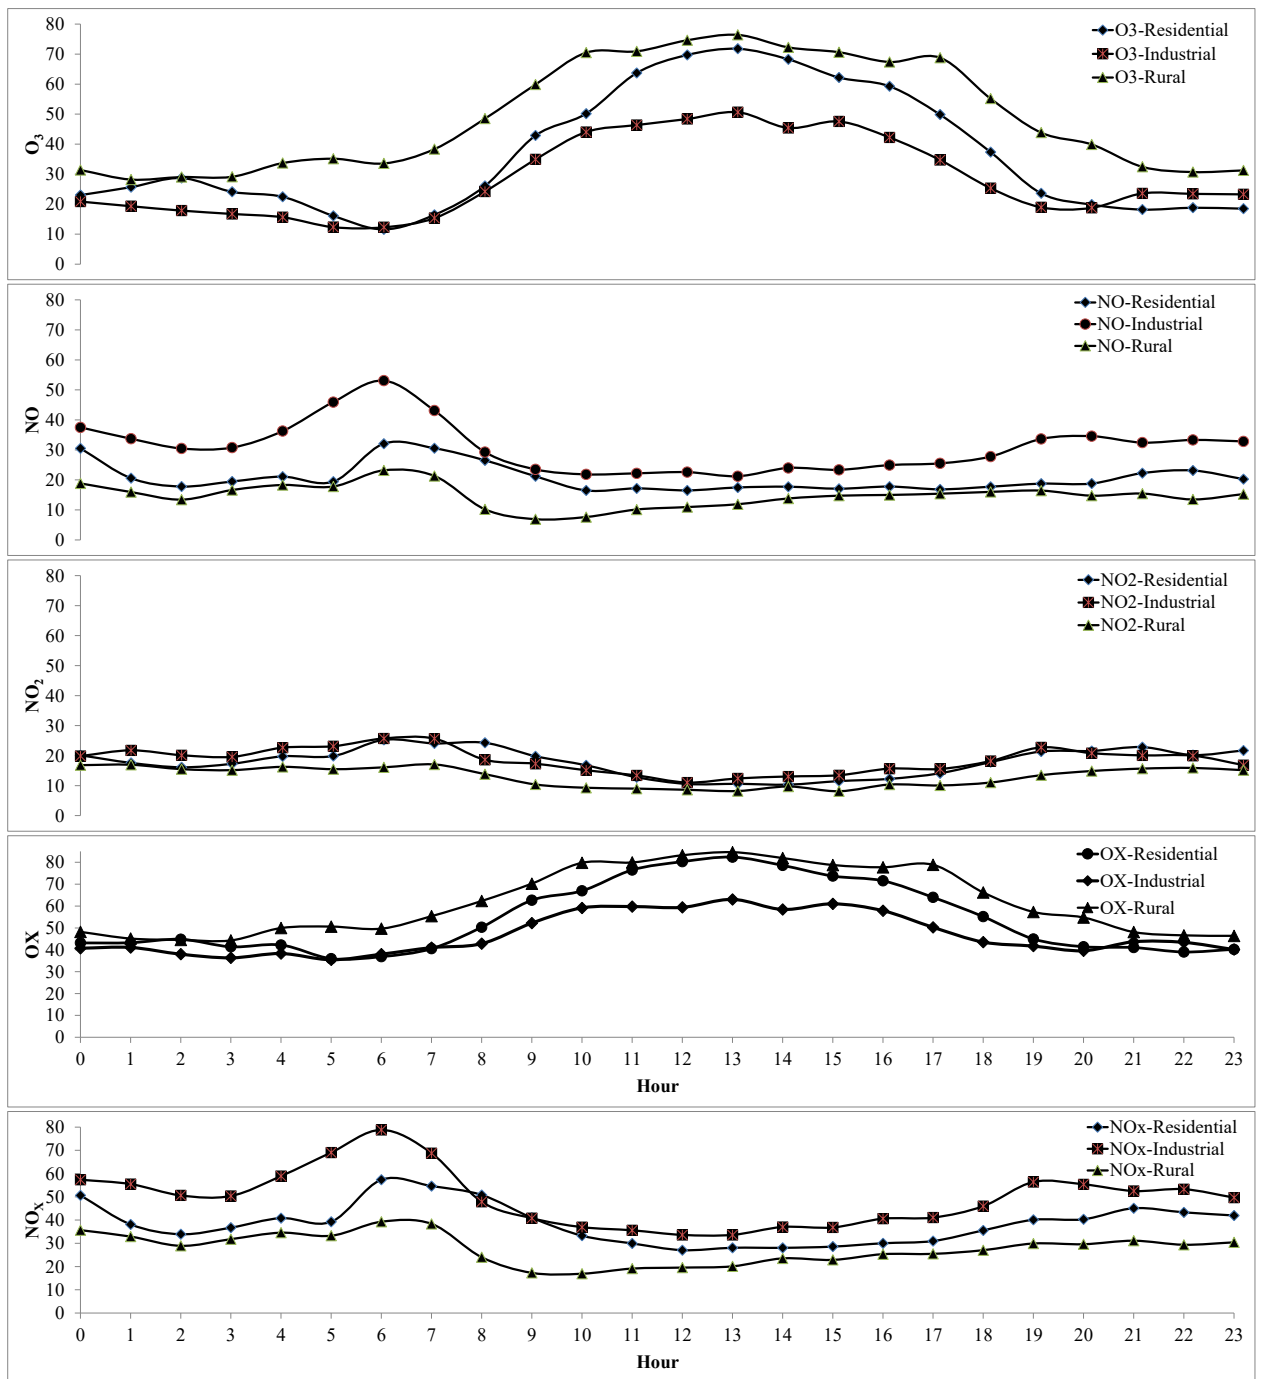 80
70
60
50
40
30
20
10
0
O3
O3-Residential
O3-Industrial
O3-Rural
80
70
60
50
40
30
20
10
0
NO
NO-Residential
NO-Industrial
NO-Rural
80
70
60
50
40
30
20
10
0
NO2
NO2-Residential
NO2-Industrial
NO2-Rural
80
70
60
50
40
30
20
10
0
OX
OX-Residential
OX-Industrial
OX-Rural
0 1 2 3 4 5 6 7 8 9 10 11 12 13 14 15 16 17 18 19 20 21 22 23
Hour
80
70
60
50
40
30
20
10
0
NOX
NOx-Residential
NOx-Industrial
NOx-Rural
0 1 2 3 4 5 6 7 8 9 10 11 12 13 14 15 16 17 18 19 20 21 22 23
Hour